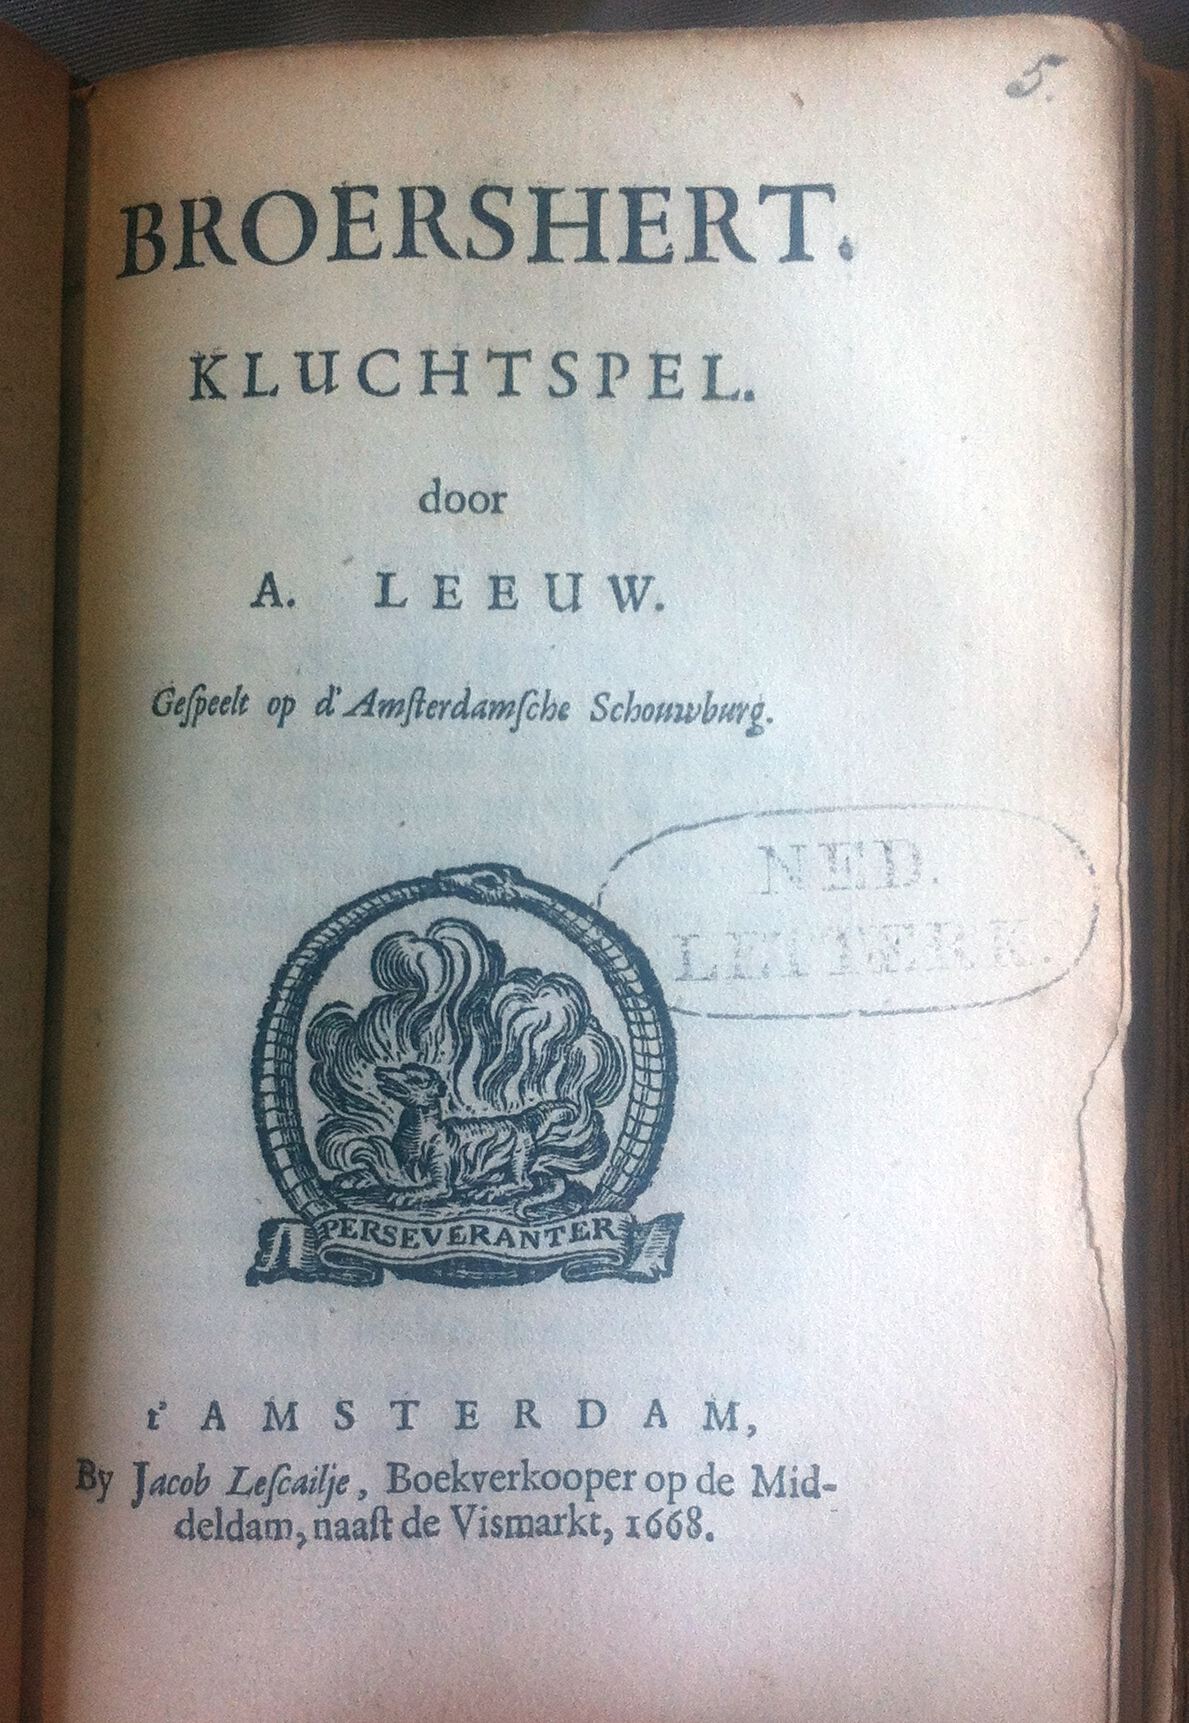 5.
BROERSHERT.
KLUCHTSPEL.
door
A. LEEUW.
Geſpeelt op d' Amſterdamſche Schouwburg.
NED.
LETTERK.
PERSEVERANTER
t' AMSTERDAM,
By Jacob Leſcailje, Boekverkooper op de Mid-
deldam, naaſt de Vismarkt, 1668.